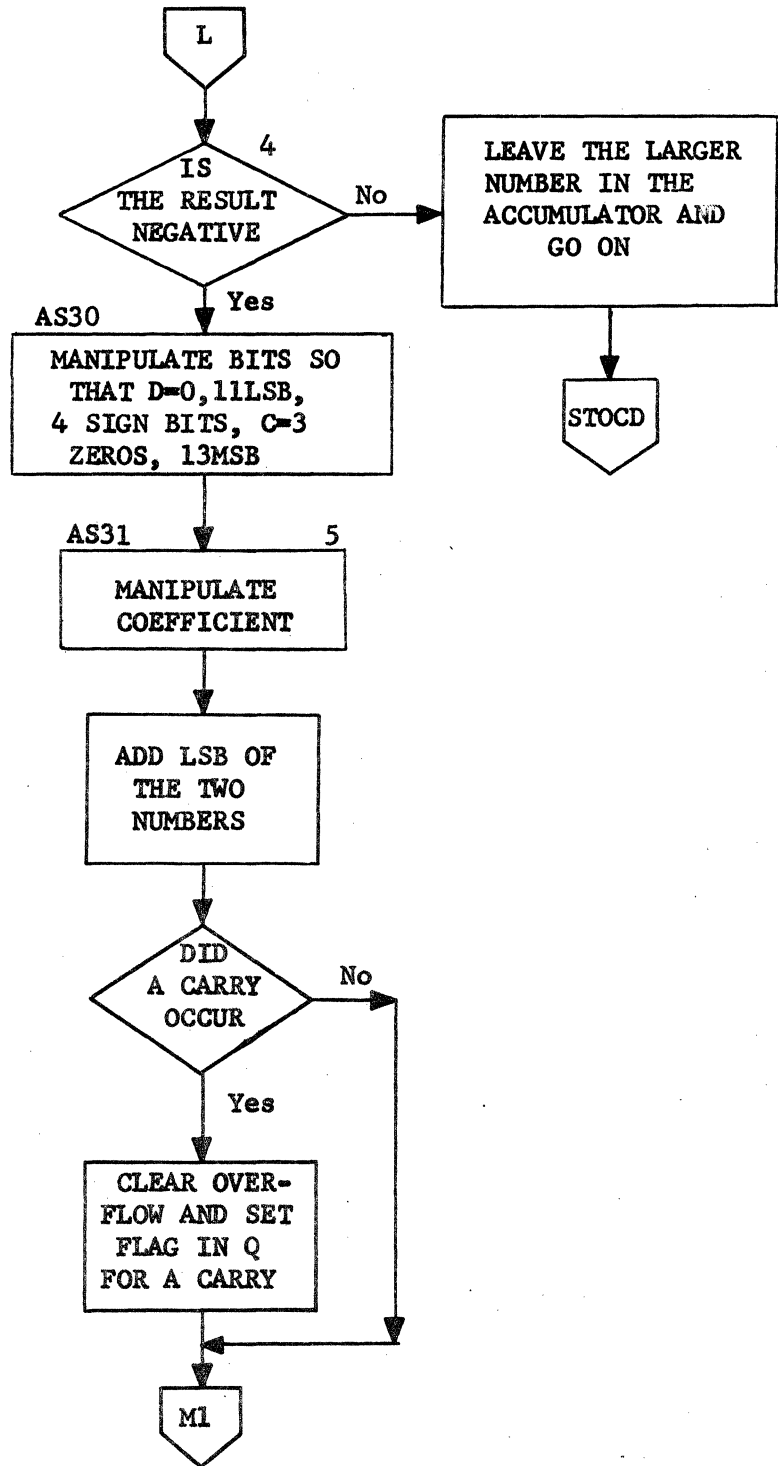 L
4
IS
THE RESULT
NEGATIVE
No
LEAVE THE LARGER
NUMBER IN THE
ACCUMULATOR AND
GO ON
Yes
STOCD
AS30
MANIPULATE BITS SO
THAT D=0,11LSB,
4 SIGN BITS, C=3
ZEROS, 13MSB
AS31
5
MANIPULATE
COEFFICIENT
ADD LSB OF
THE TWO
NUMBERS
DID
A CARRY
OCCUR
No
Yes
CLEAR OVER-
FLOW AND SET
FLAG IN Q
FOR A CARRY
M1